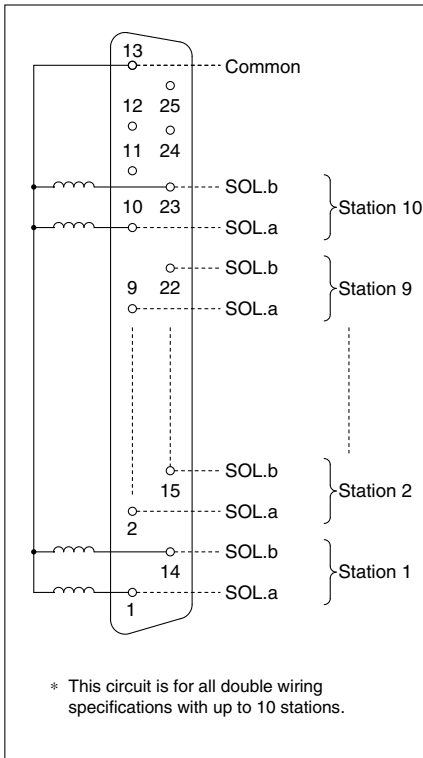 13
Common
12 25
11 24
SOL.b
10 23
Station 10
SOL.a
SOL.b
9 22
Station 9
SOL.a
SOL.b
15
Station 2
2
SOL.a
SOL.b
14
Station 1
SOL.a
1
* This circuit is for all double wiring
specifications with up to 10 stations.